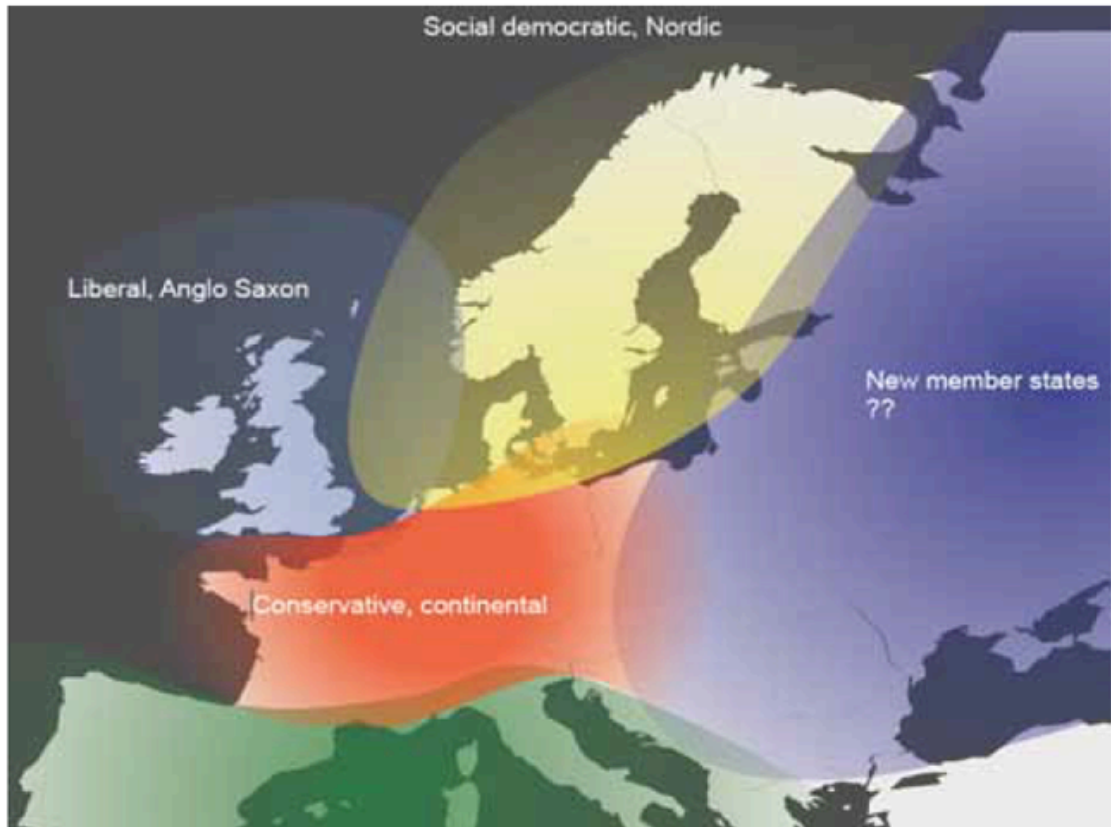 Social democratic, Nordic
Liberal, Anglo Saxon
New member states
??
Conservative, continental